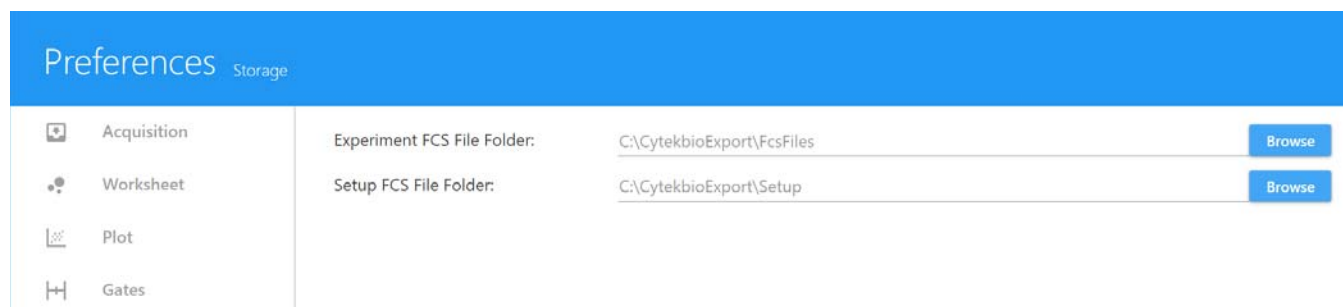 Preferences Storage
Acquisition
Experiment FCS File Folder: C:\CytekbioExport\FcsFiles Browse
Worksheet
Setup FCS File Folder: C:\CytekbioExport\Setup Browse
Plot
Gates